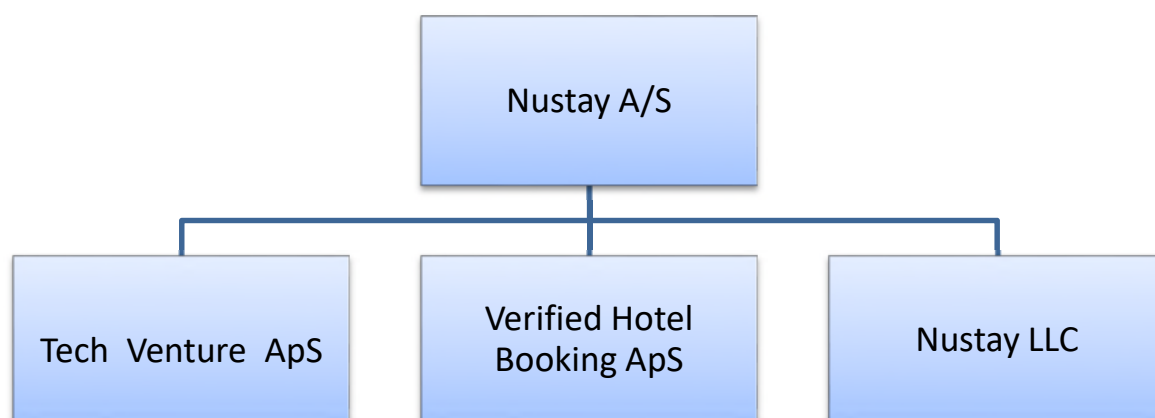 Nustay A/S
Tech Venture ApS
Verified Hotel
Booking ApS
Nustay LLC